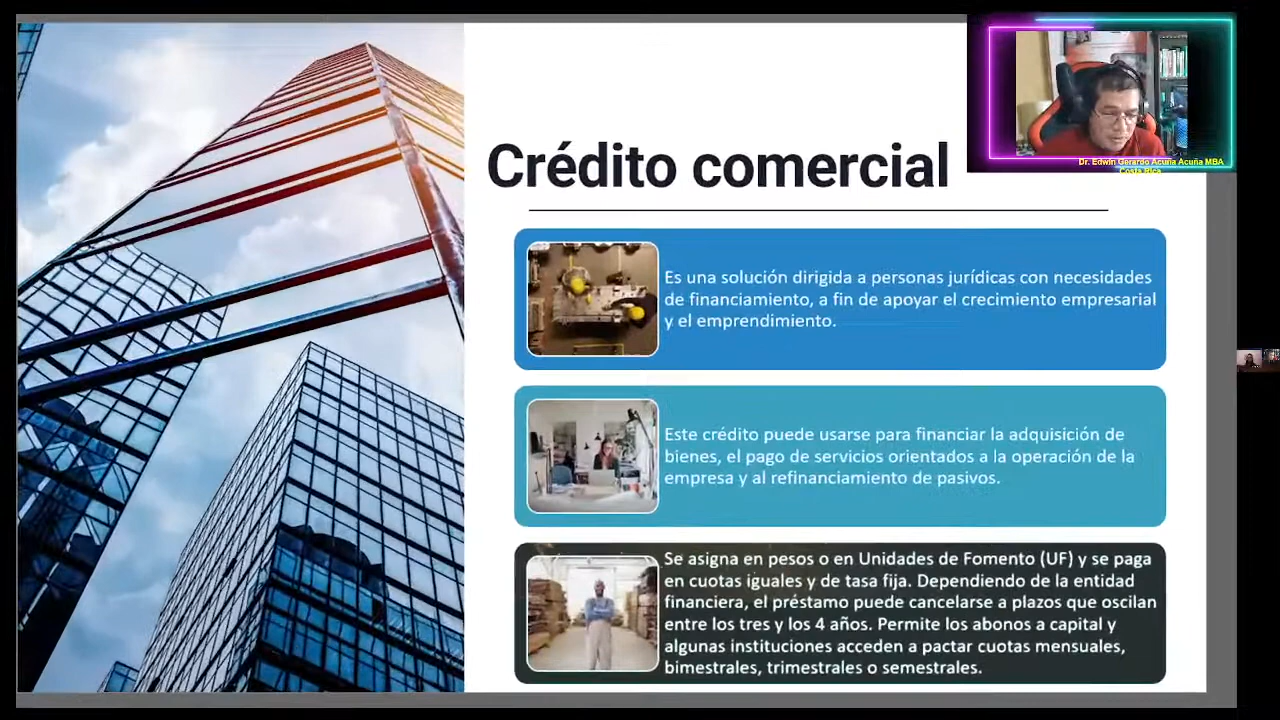 Crédito comercial
Dr. Edwin Gerardo Acuña Acuña MBA
Costa Rica
Es una solución dirigida a personas jurídicas con necesidades
de financiamiento, a fin de apoyar el crecimiento empresarial
y el emprendimiento.
Este crédito puede usarse para financiar la adquisición de
bienes, el pago de servicios orientados a la operación de la
empresa y al refinanciamiento de pasivos.
Se asigna en pesos o en Unidades de Fomento (UF) y se paga
en cuotas iguales y de tasa fija. Dependiendo de la entidad
financiera, el préstamo puede cancelarse a plazos que oscilan
entre los tres y los 4 años. Permite los abonos a capital y
algunas instituciones acceden a pactar cuotas mensuales,
bimestrales, trimestrales o semestrales.